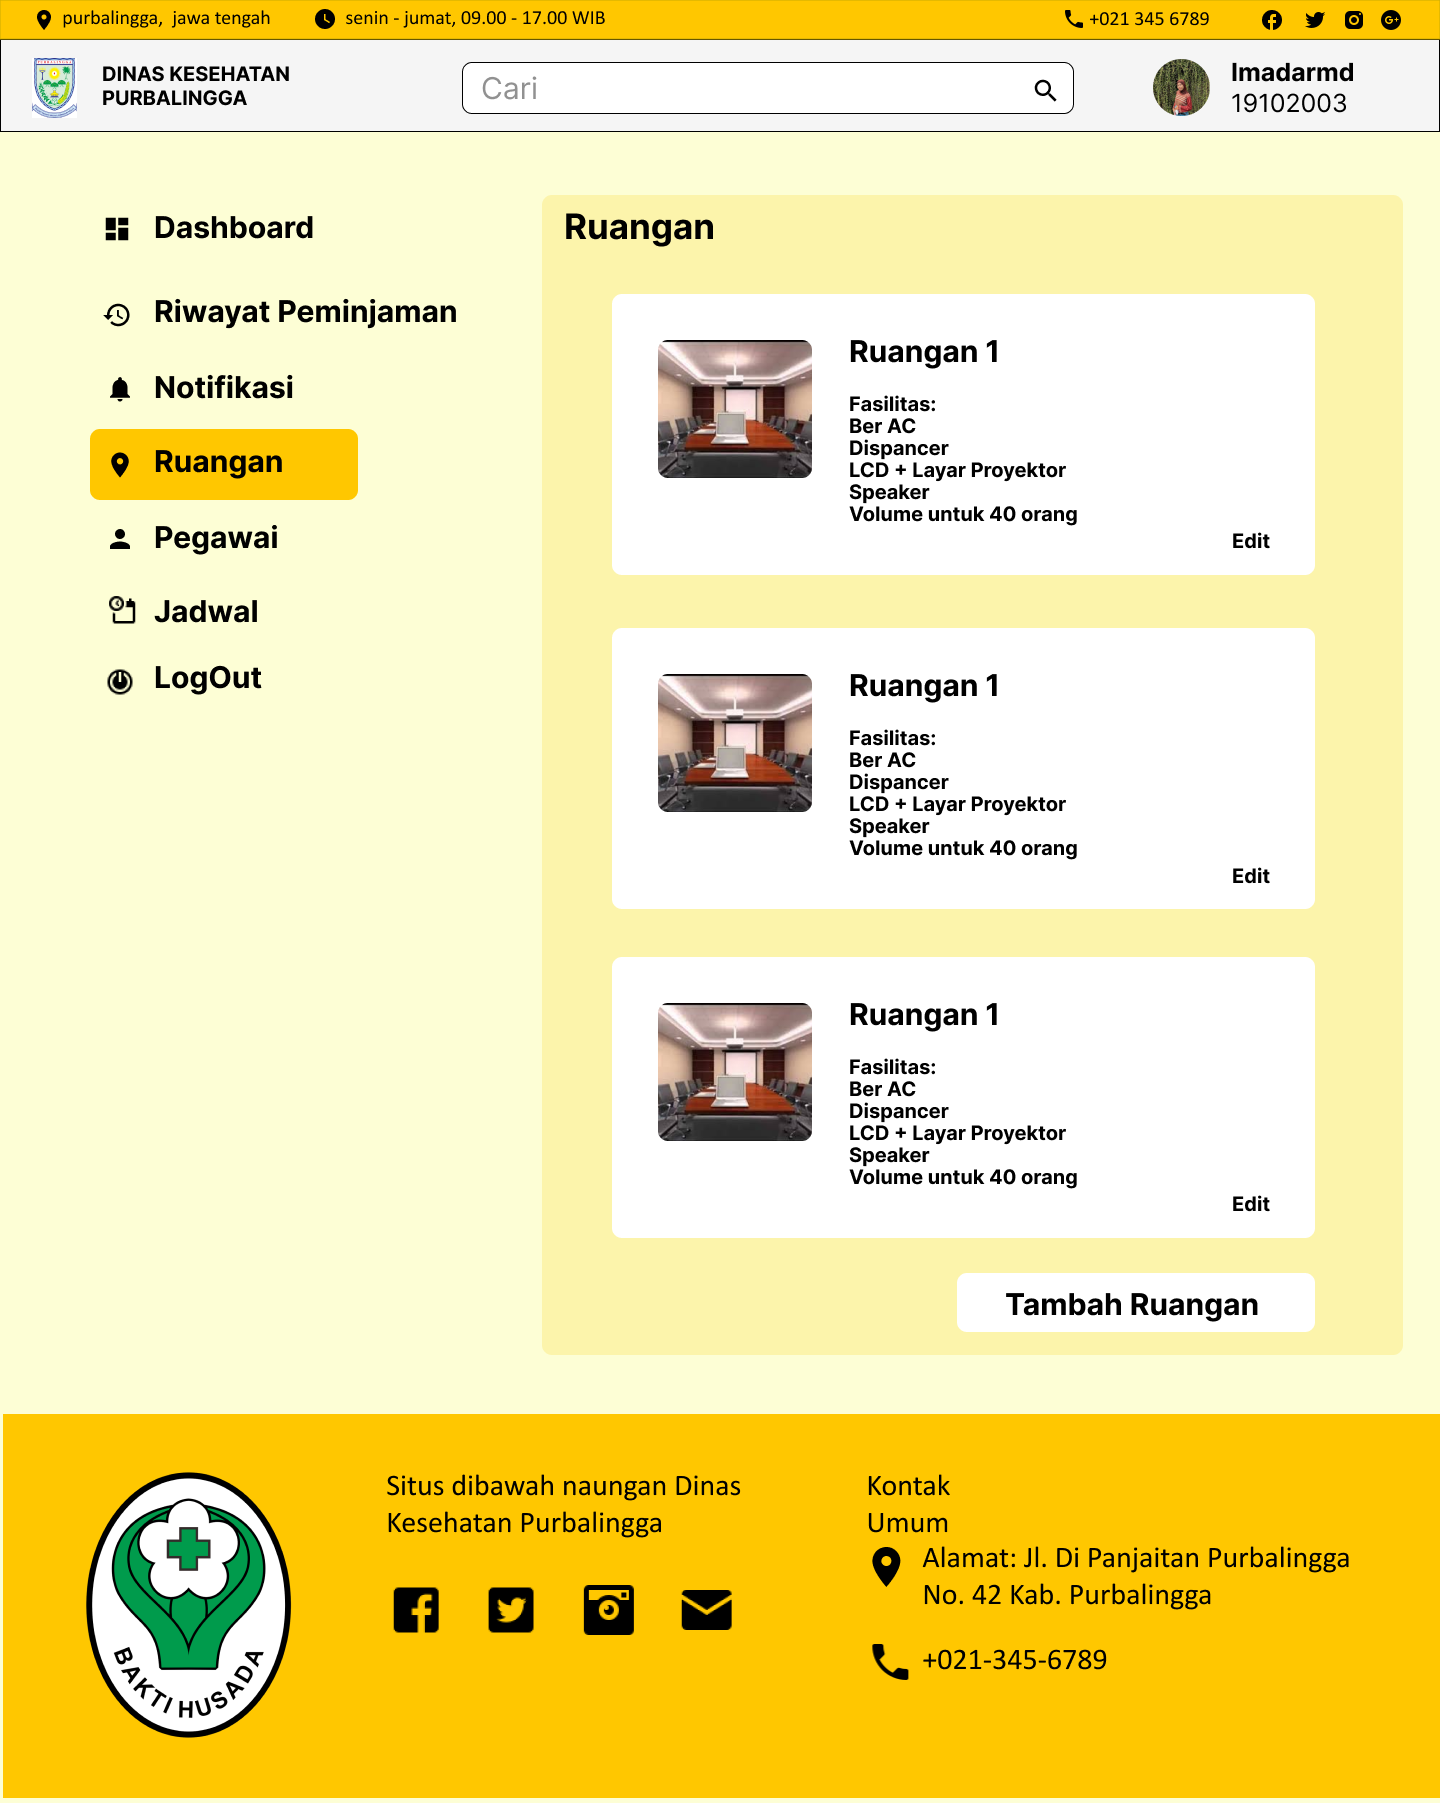 purbalingga, jawa tengah
senin - jumat, 09.00 - 17.00 WIB
+021 345 6789
DINAS KESEHATAN
PURBALINGGA
Cari
Imadarmd
19102003
Dashboard
Riwayat Peminjaman
Notifikasi
Ruangan
Pegawai
Jadwal
LogOut
Ruangan
Ruangan 1
Fasilitas:
Ber AC
Dispancer
LCD + Layar Proyektor
Speaker
Volume untuk 40 orang
Edit
Ruangan 1
Fasilitas:
Ber AC
Dispancer
LCD + Layar Proyektor
Speaker
Volume untuk 40 orang
Edit
Ruangan 1
Fasilitas:
Ber AC
Dispancer
LCD + Layar Proyektor
Speaker
Volume untuk 40 orang
Edit
Tambah Ruangan
BAKTI HUSADA
Situs dibawah naungan Dinas
Kesehatan Purbalingga
Kontak
Umum
Alamat: Jl. Di Panjaitan Purbalingga
No. 42 Kab. Purbalingga
+021-345-6789